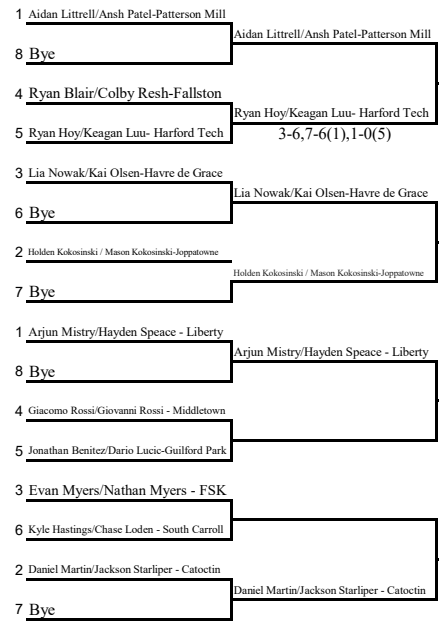 1 Aidan Littrell/Ansh Patel-Patterson Mill
Aidan Littrell/Ansh Patel-Patterson Mill
8 Bye
4 Ryan Blair/Colby Resh-Fallston
Ryan Hoy/Keagan Luu- Harford Tech
5 Ryan Hoy/Keagan Luu- Harford Tech
3-6,7-6(1),1-0(5)
3 Lia Nowak/Kai Olsen-Havre de Grace
Lia Nowak/Kai Olsen-Havre de Grace
6 Bye
2 Holden Kokosinski / Mason Kokosinski-Joppatowne
Holden Kokosinski / Mason Kokosinski-Joppatowne
7 Bye
1 Arjun Mistry/Hayden Speace - Liberty
Arjun Mistry/Hayden Speace - Liberty
8 Bye
4 Giacomo Rossi/Giovanni Rossi - Middletown
5 Jonathan Benitez/Dario Lucic-Guilford Park
3 Evan Myers/Nathan Myers - FSK
6 Kyle Hastings/Chase Loden - South Carroll
2 Daniel Martin/Jackson Starliper - Catoctin
Daniel Martin/Jackson Starliper - Catoctin
7 Bye